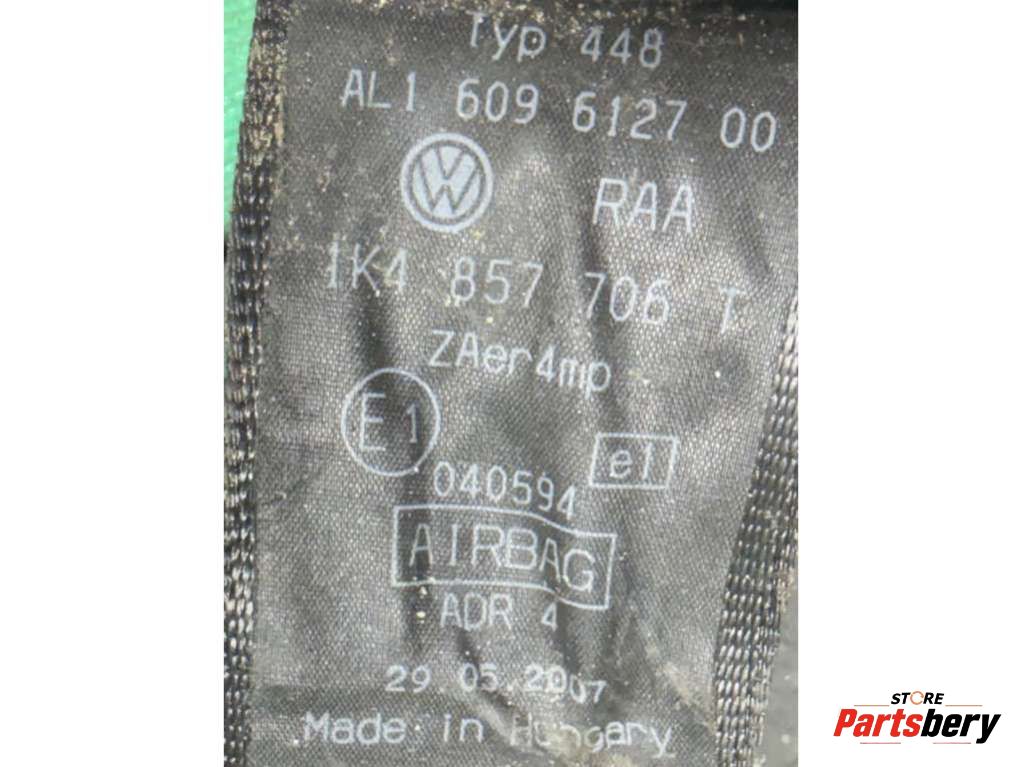 Typ 448
AL1 609 6127 00
VW RAA
1K4 857 706 T
ZAer4mp
E1
e1
040594
AIRBAG
ADR 4
29.05.2007
Made in Hungary
STORE
Partsbery